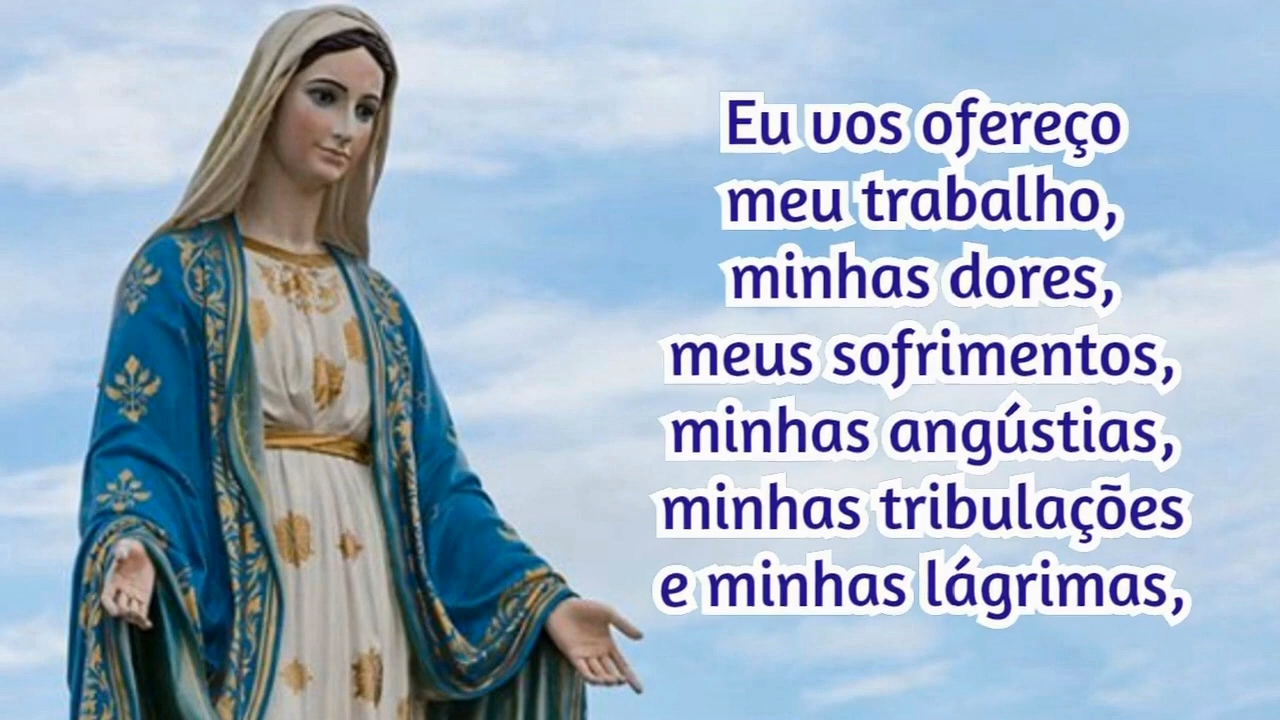 Eu vos ofereço
meu trabalho,
minhas dores,
meus sofrimentos,
minhas angústias,
minhas tribulações
e minhas lágrimas,